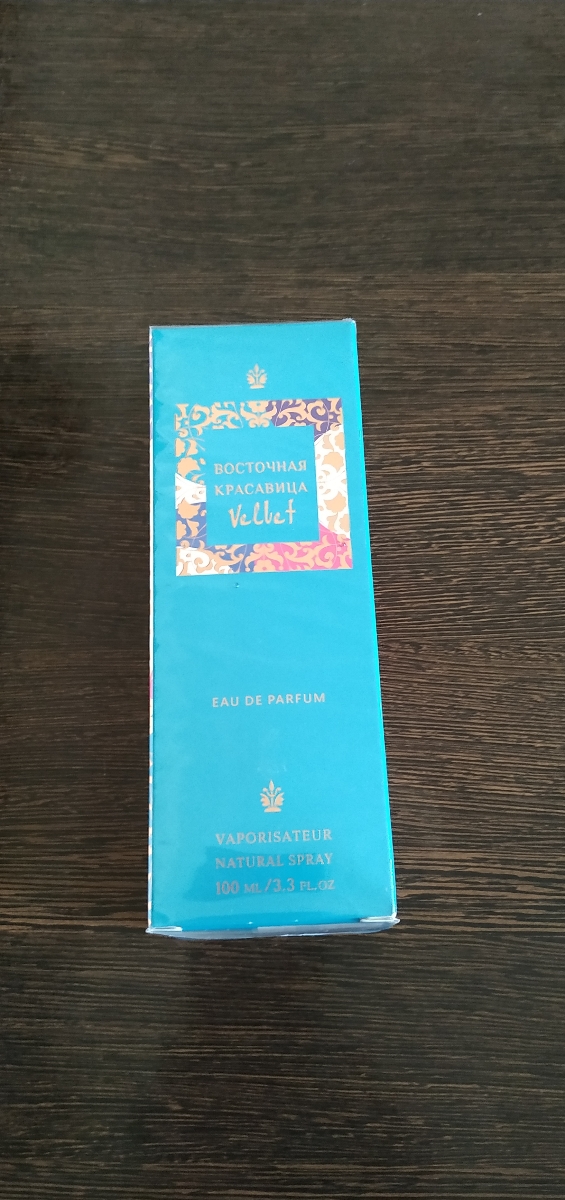 ВОСТОЧНАЯ
КРАСАВИЦА
Velvet
EAU DE PARFUM
VAPORISATEUR
NATURAL SPRAY
100 ML/3.3 FL.OZ